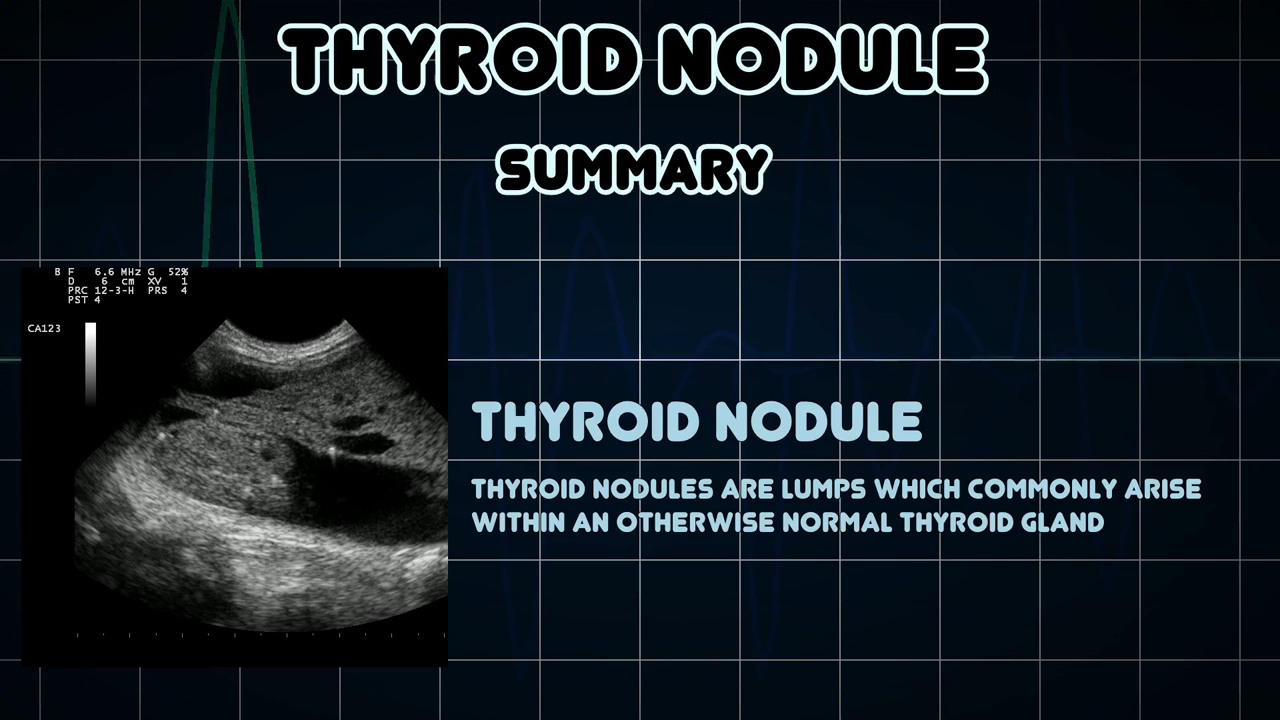 THYROID NODULE
SUMMARY
B F 6.6 MHz G 52%
D 6 cm XV 1
PRC 12-3-H PRS 4
PST 4
CA123
THYROID NODULE
THYROID NODULES ARE LUMPS WHICH COMMONLY ARISE
WITHIN AN OTHERWISE NORMAL THYROID GLAND